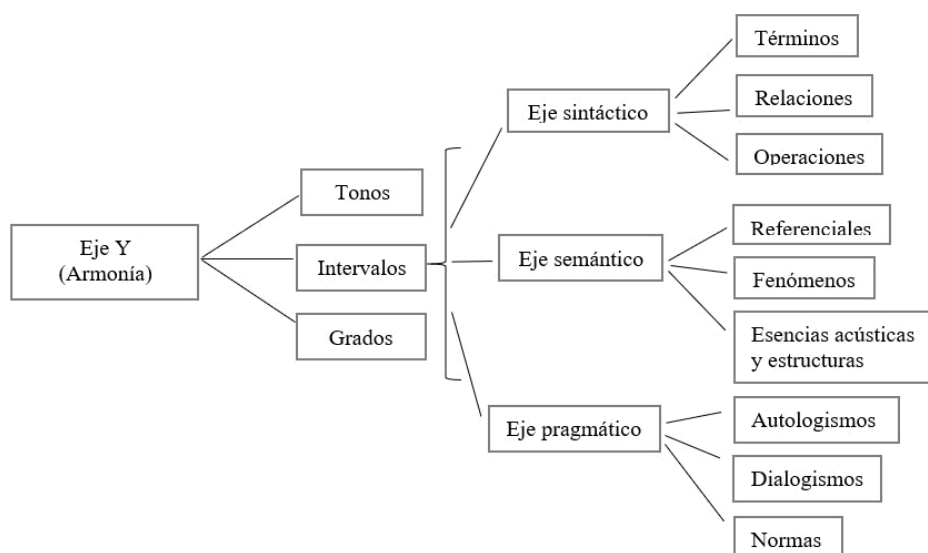 Eje Y
(Armonía)
Tonos
Intervalos
Grados
Eje sintáctico
Términos
Relaciones
Operaciones
Eje semántico
Referenciales
Fenómenos
Esencias acústicas
y estructuras
Eje pragmático
Autologismos
Dialogismos
Normas